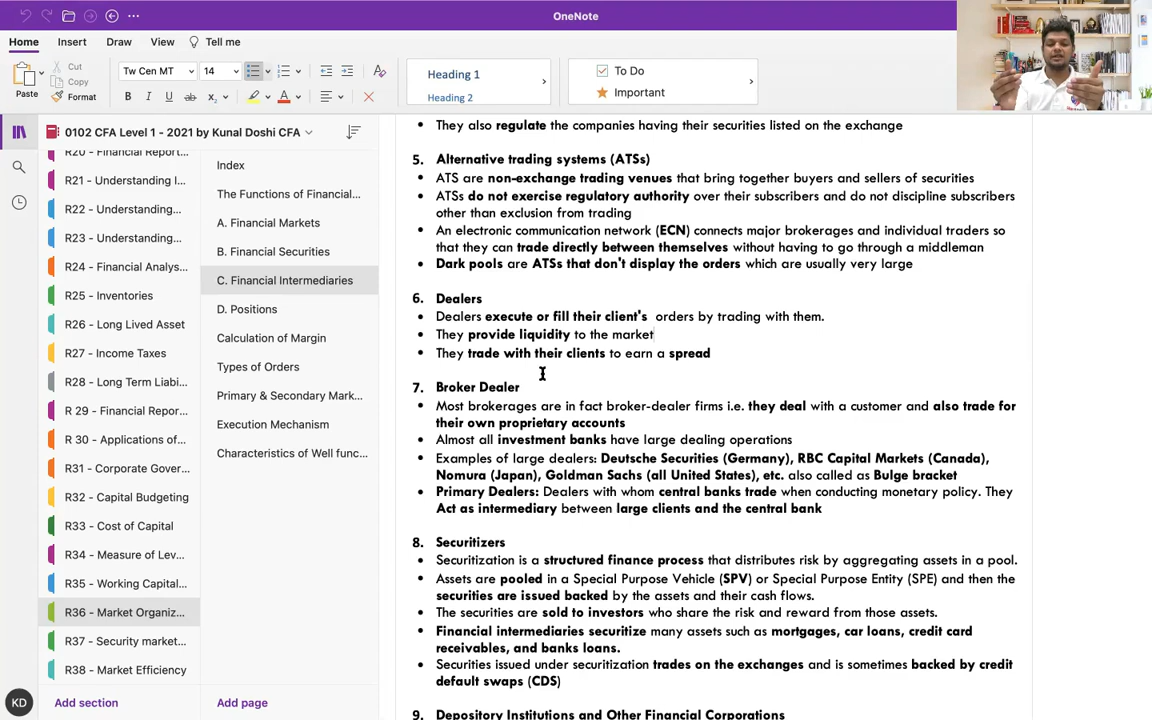 OneNote
Home Insert Draw View Tell me
Paste
Cut
Copy
Format
Tw Cen MT 14
B I U ab x₂ A
Heading 1
Heading 2
To Do
Important
0102 CFA Level 1 - 2021 by Kunal Doshi CFA
R20 - Financial Report...
R21 - Understanding I...
R22 - Understanding...
R23 - Understanding...
R24 - Financial Analys...
R25 - Inventories
R26 - Long Lived Asset
R27 - Income Taxes
R28 - Long Term Liabi...
R 29 - Financial Repor...
R 30 - Applications of...
R31 - Corporate Gover...
R32 - Capital Budgeting
R33 - Cost of Capital
R34 - Measure of Lev...
R35 - Working Capital...
R36 - Market Organiz...
R37 - Security market...
R38 - Market Efficiency
KD
Add section
Index
The Functions of Financial...
A. Financial Markets
B. Financial Securities
C. Financial Intermediaries
D. Positions
Calculation of Margin
Types of Orders
Primary & Secondary Mark...
Execution Mechanism
Characteristics of Well func...
Add page
• They also regulate the companies having their securities listed on the exchange
5. Alternative trading systems (ATSs)
• ATS are non-exchange trading venues that bring together buyers and sellers of securities
• ATSs do not exercise regulatory authority over their subscribers and do not discipline subscribers
other than exclusion from trading
• An electronic communication network (ECN) connects major brokerages and individual traders so
that they can trade directly between themselves without having to go through a middleman
• Dark pools are ATSs that don't display the orders which are usually very large
6. Dealers
• Dealers execute or fill their client's orders by trading with them.
• They provide liquidity to the market
• They trade with their clients to earn a spread
7. Broker Dealer
• Most brokerages are in fact broker-dealer firms i.e. they deal with a customer and also trade for
their own proprietary accounts
• Almost all investment banks have large dealing operations
• Examples of large dealers: Deutsche Securities (Germany), RBC Capital Markets (Canada),
Nomura (Japan), Goldman Sachs (all United States), etc. also called as Bulge bracket
• Primary Dealers: Dealers with whom central banks trade when conducting monetary policy. They
Act as intermediary between large clients and the central bank
8. Securitizers
• Securitization is a structured finance process that distributes risk by aggregating assets in a pool.
• Assets are pooled in a Special Purpose Vehicle (SPV) or Special Purpose Entity (SPE) and then the
securities are issued backed by the assets and their cash flows.
• The securities are sold to investors who share the risk and reward from those assets.
• Financial intermediaries securitize many assets such as mortgages, car loans, credit card
receivables, and banks loans.
• Securities issued under securitization trades on the exchanges and is sometimes backed by credit
default swaps (CDS)
9. Depository Institutions and Other Financial Corporations